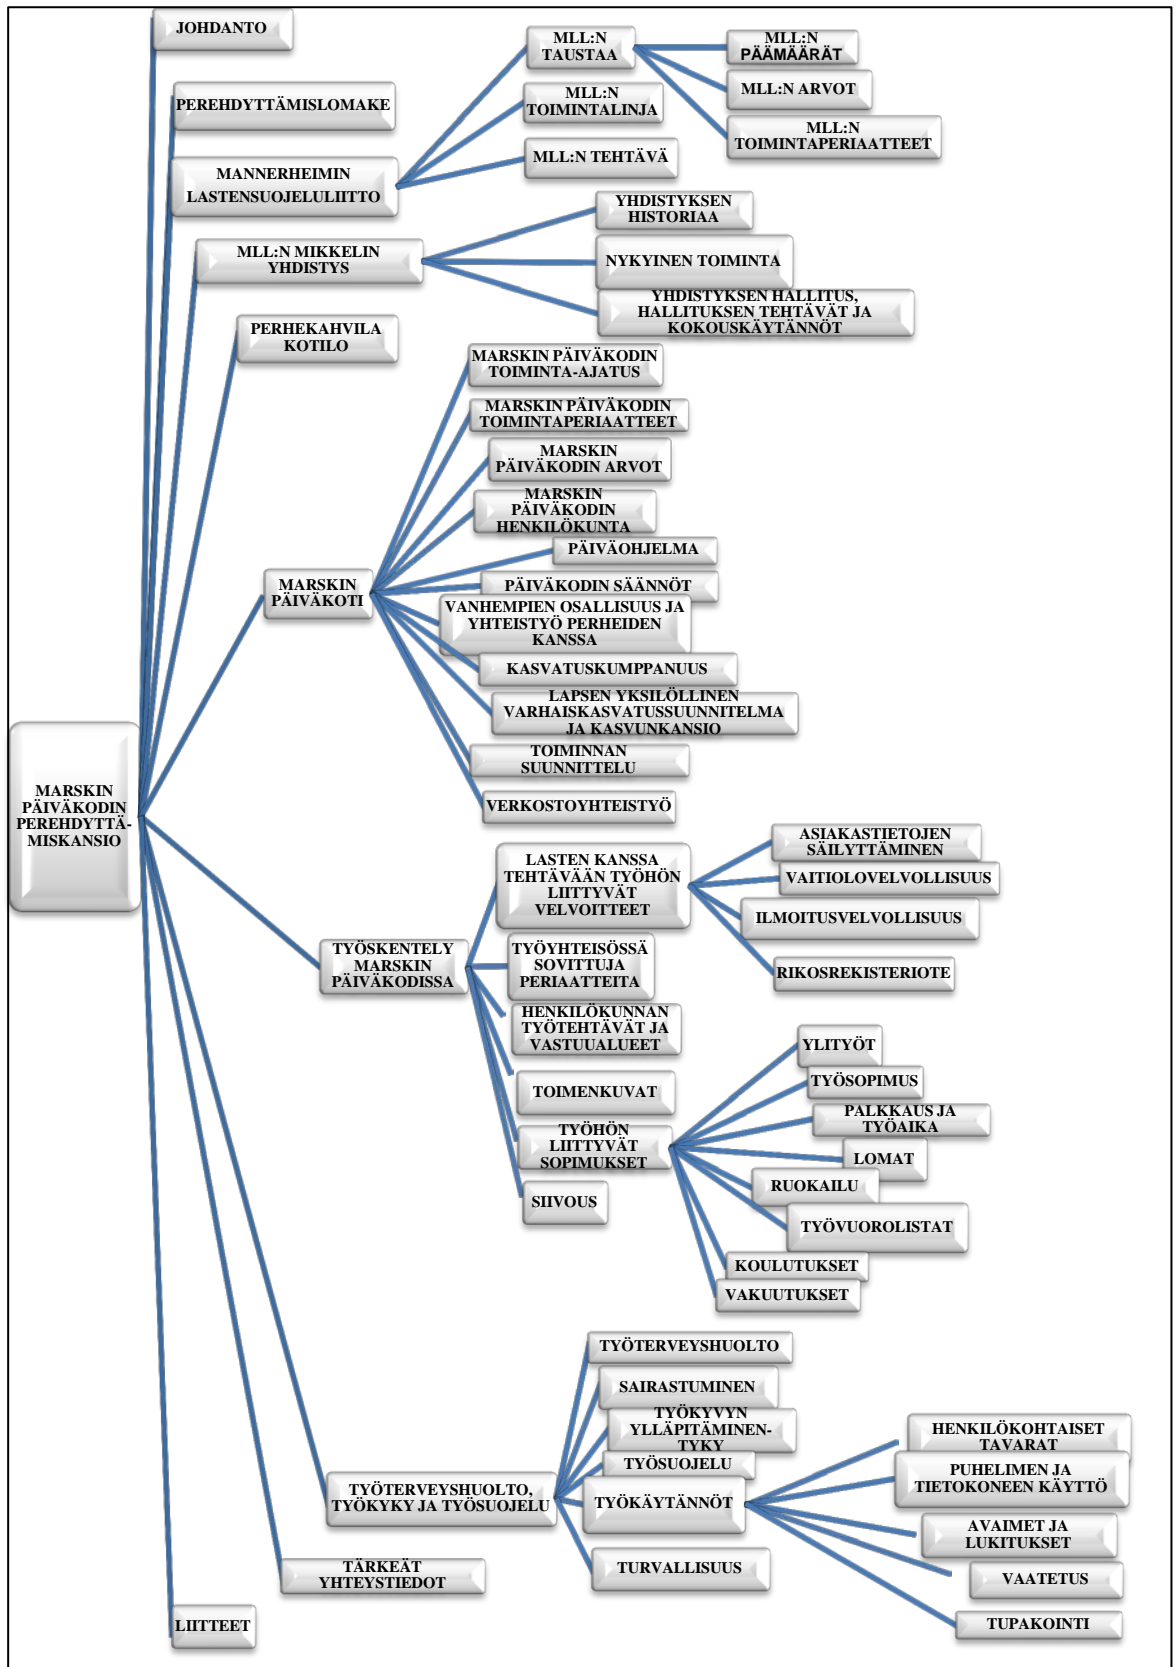 JOHDANTO
PEREHDYTTÄMISLOMAKE
MANNERHEIMIN
LASTENSUOJELULIITTO
MLL:N
TAUSTAA
MLL:N
PÄÄMÄÄRÄT
MLL:N ARVOT
MLL:N
TOIMINTAPERIAATTEET
MLL:N
TOIMINTALINJA
MLL:N TEHTÄVÄ
MLL:N MIKKELIN
YHDISTYS
YHDISTYKSEN
HISTORIAA
NYKYINEN TOIMINTA
YHDISTYKSEN HALLITUS,
HALLITUKSEN TEHTÄVÄT JA
KOKOUSKÄYTÄNNÖT
PERHEKAHVILA
KOTILO
MARSKIN
PÄIVÄKOTI
MARSKIN PÄIVÄKODIN
TOIMINTA-AJATUS
MARSKIN PÄIVÄKODIN
TOIMINTAPERIAATTEET
MARSKIN
PÄIVÄKODIN ARVOT
MARSKIN
PÄIVÄKODIN
HENKILÖKUNTA
PÄIVÄOHJELMA
PÄIVÄKODIN SÄÄNNÖT
VANHEMPIEN OSALLISUUS JA
YHTEISTYÖ PERHEIDEN
KANSSA
KASVATUSKUMPPANUUS
LAPSEN YKSILÖLLINEN
VARHAISKASVATUSSUUNNITELMA
JA KASVUNKANSIO
TOIMINNAN
SUUNNITTELU
VERKOSTOYHTEISTYÖ
MARSKIN
PÄIVÄKODIN
PEREHDYTTÄ-
MISKANSIO
TYÖSKENTELY
MARSKIN
PÄIVÄKODISSA
LASTEN KANSSA
TEHTÄVÄÄN TYÖHÖN
LIITTYVÄT
VELVOITTEET
ASIAKASTIETOJEN
SÄILYTTÄMINEN
VAITIOLOVELVOLLISUUS
ILMOITUSVELVOLLISUUS
RIKOSREKISTERIOTE
TYÖYHTEISÖSSÄ
SOVITTUJA
PERIAATTEITA
HENKILÖKUNNAN
TYÖTEHTÄVÄT JA
VASTUUALUEET
TOIMENKUVAT
TYÖHÖN
LIITTYVÄT
SOPIMUKSET
YLITYÖT
TYÖSOPIMUS
PALKKAUS JA
TYÖAIKA
LOMAT
RUOKAILU
TYÖVUOROLISTAT
KOULUTUKSET
VAKUUTUKSET
SIIVOUS
TYÖTERVEYSHUOLTO,
TYÖKYKY JA TYÖSUOJELU
TYÖTERVEYSHUOLTO
SAIRASTUMINEN
TYÖKYVYN
YLLÄPITÄMINEN-
TYKY
TYÖSUOJELU
TYÖKÄYTÄNNÖT
HENKILÖKOHTAISET
TAVARAT
PUHELIMEN JA
TIETOKONEEN KÄYTTÖ
AVAIMET JA
LUKITUKSET
VAATETUS
TUPAKOINTI
TURVALLISUUS
TÄRKEÄT
YHTEYSTIEDOT
LIITTEET